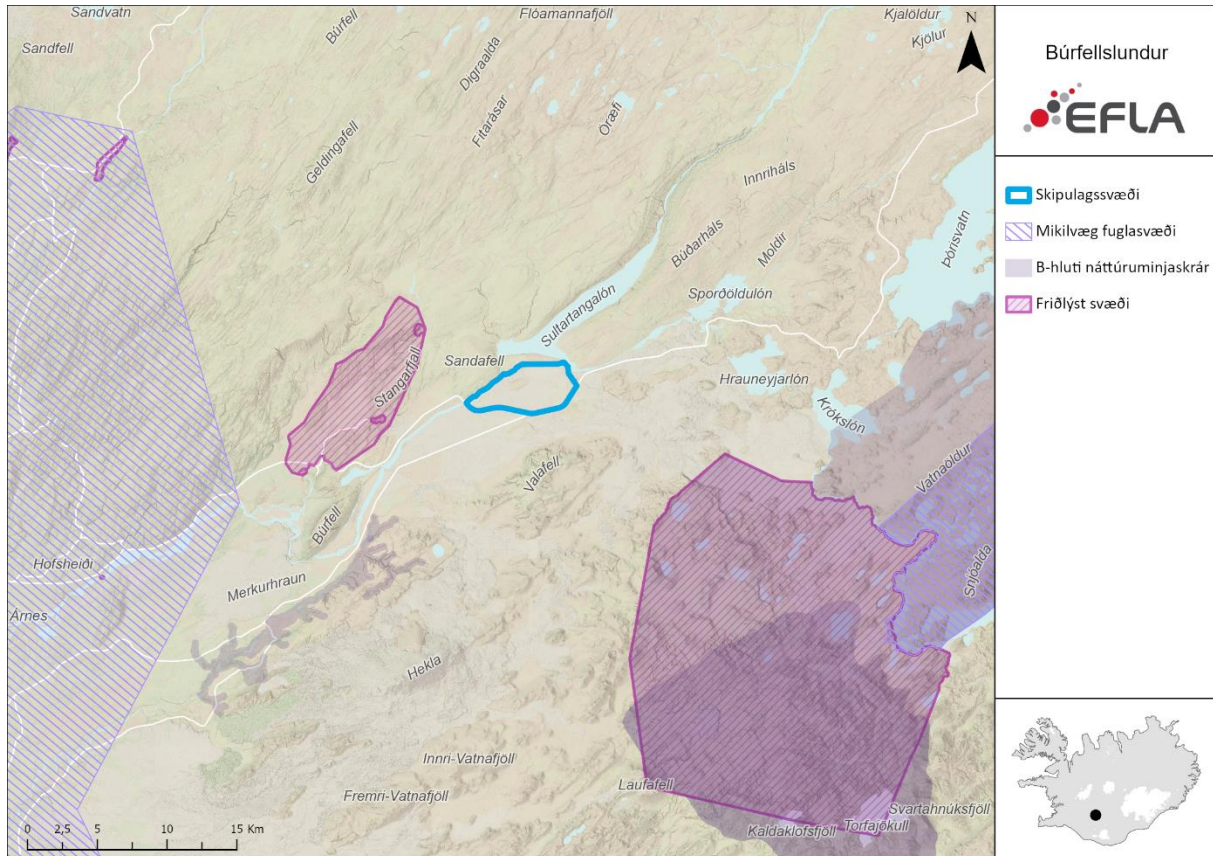 Sandvatn
Sandfell
Búrfell
Flóamannafjöll
Kjalöldur
Kjölur
N
Digraalda
Fitarásar
Öræfi
Geldingafell
Innriháls
Búðarháls
Moldir
Þórisvatn
Sultartangalón
Sporðöldulón
Sandafell
Stangarfjall
Hrauneyjarlón
Krókslón
Valafell
Vatnaöldur
Búrfell
Hofsheiði
Merkurhraun
Árnes
Snjóalda
Hekla
Innri-Vatnafjöll
Laufafell
Fremri-Vatnafjöll
Svartahnúksfjöll
Torfajökull
Kaldaklofsfjöll
0 2,5 5 10 15 Km
Búrfellslundur
EFLA
Skipulagssvæði
Mikilvæg fuglasvæði
B-hluti náttúruminjaskrár
Friðlýst svæði